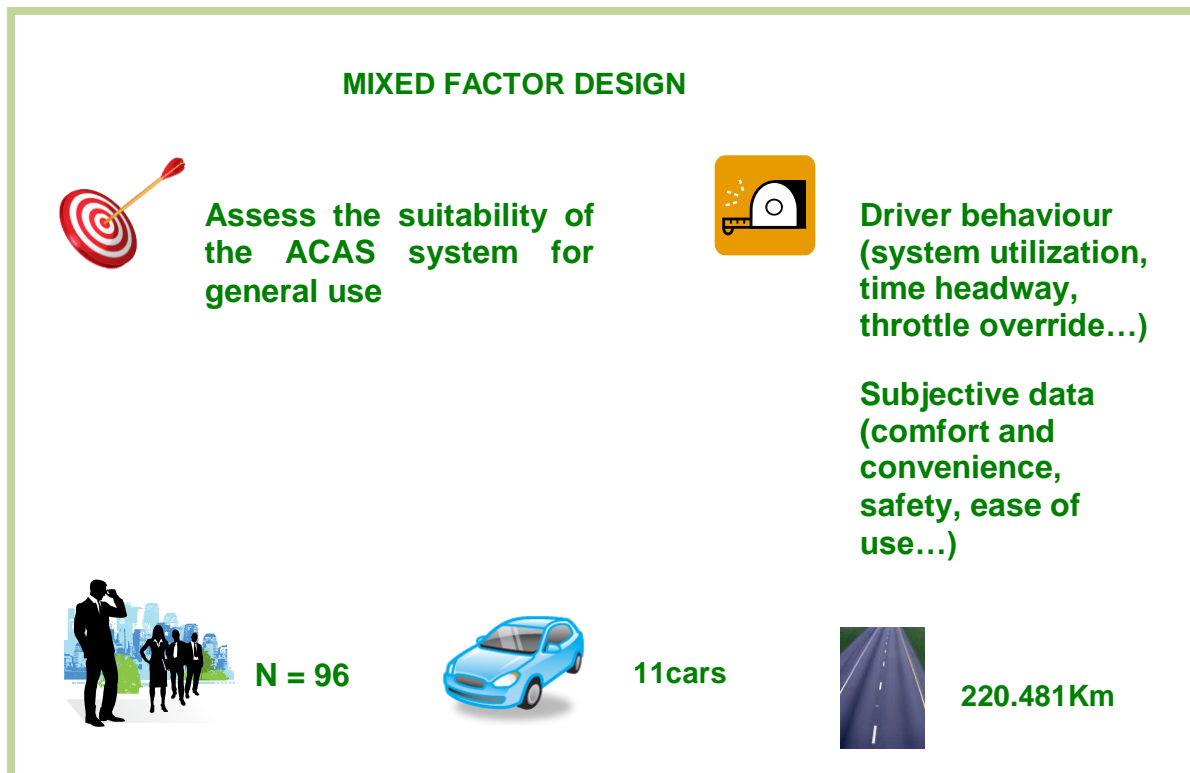 MIXED FACTOR DESIGN
Assess the suitability of
the ACAS system for
general use
Driver behaviour
(system utilization,
time headway,
throttle override…)
Subjective data
(comfort and
convenience,
safety, ease of
use…)
N = 96
11cars
220.481Km